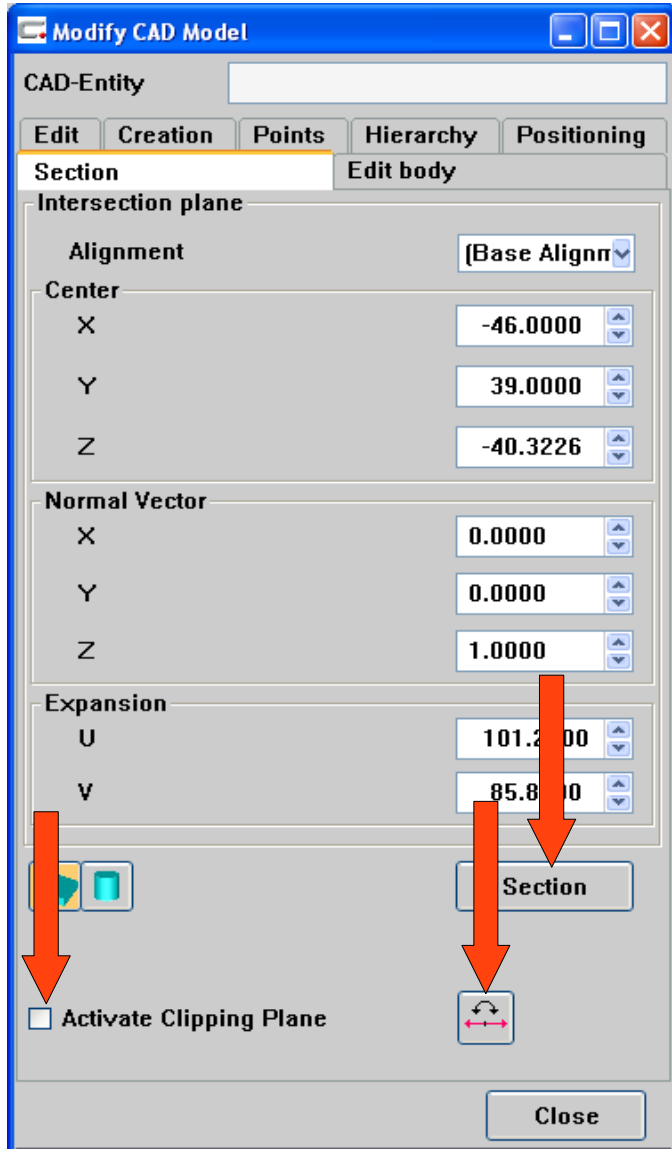 Modify CAD Model
CAD-Entity
Edit Creation Points Hierarchy Positioning
Section Edit body
Intersection plane
Alignment (Base Alignm
Center
X -46.0000
Y 39.0000
Z -40.3226
Normal Vector
X 0.0000
Y 0.0000
Z 1.0000
Expansion
U
V
Section
Activate Clipping Plane
Close